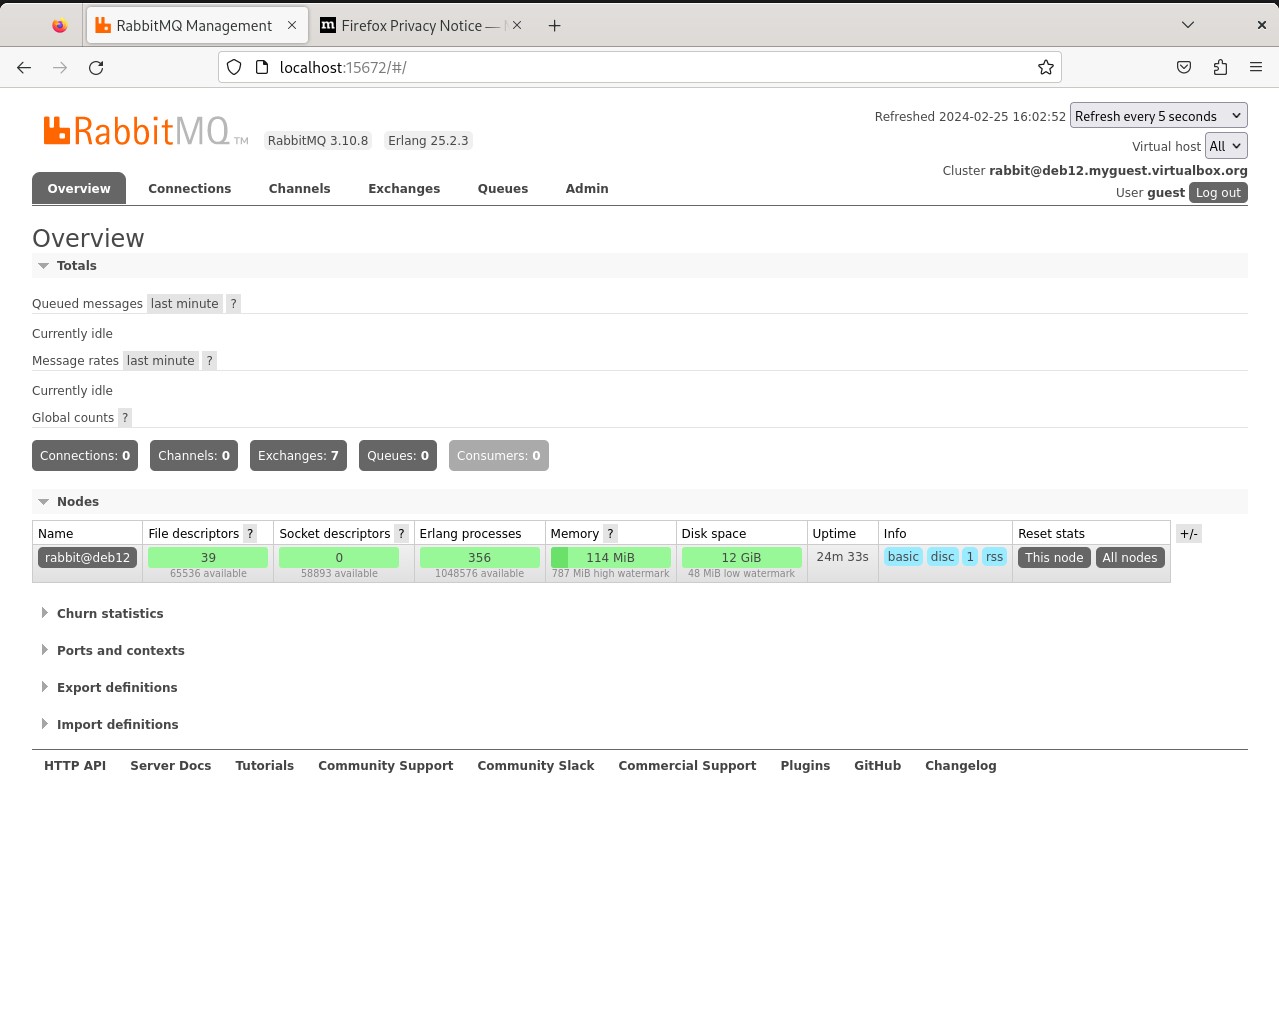 RabbitMQ Management
Firefox Privacy Notice —
localhost:15672/#/
RabbitMQ TM
RabbitMQ 3.10.8 Erlang 25.2.3
Refreshed 2024-02-25 16:02:52 Refresh every 5 seconds
Virtual host All
Cluster rabbit@deb12.myguest.virtualbox.org
User guest Log out
Overview Connections Channels Exchanges Queues Admin
Overview
Totals
Queued messages last minute ?
Currently idle
Message rates last minute ?
Currently idle
Global counts ?
Connections: 0 Channels: 0 Exchanges: 7 Queues: 0 Consumers: 0
Nodes
Name File descriptors ? Socket descriptors ? Erlang processes Memory ? Disk space Uptime Info Reset stats +/-
rabbit@deb12 39 0 356 114 MiB 12 GiB 24m 33s basic disc 1 rss This node All nodes
65536 available 58893 available 1048576 available 787 MiB high watermark 48 MiB low watermark
Churn statistics
Ports and contexts
Export definitions
Import definitions
HTTP API Server Docs Tutorials Community Support Community Slack Commercial Support Plugins GitHub Changelog